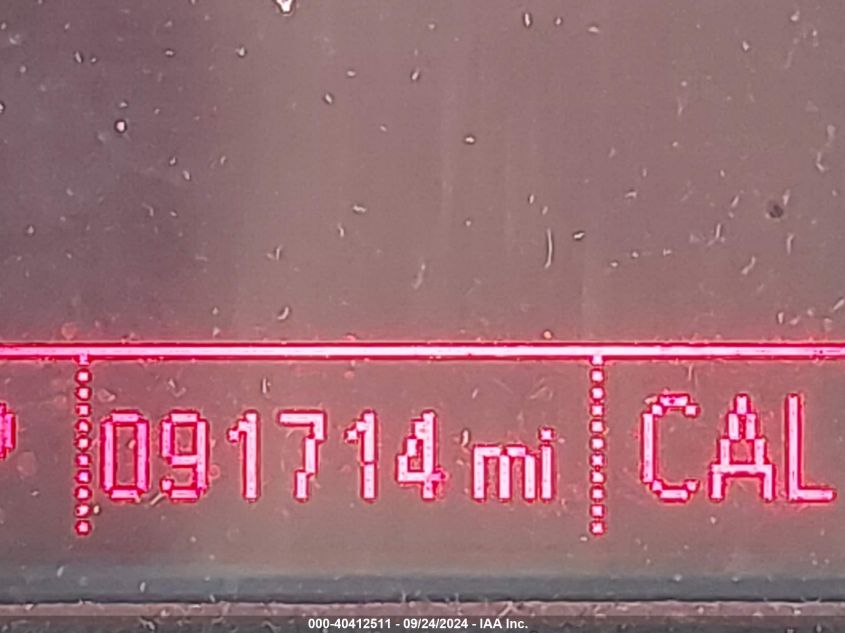 091714 mi CAL
000-40412511 - 09/24/2024 - IAA Inc.